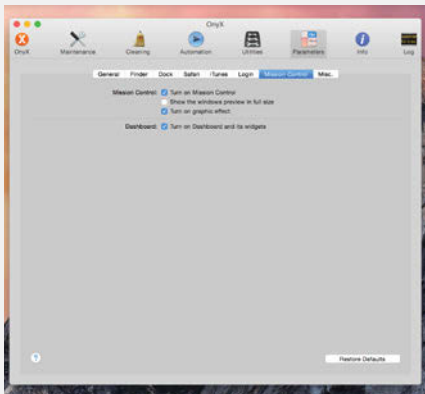 OnyX
OnyX Maintenance Cleaning Automation Utilities Parameters Info Log
General Finder Dock Safari iTunes Login Mission Control Misc.
Mission Control: Turn on Mission Control
Show the windows preview in full size
Turn on graphic effect
Dashboard: Turn on Dashboard and its widgets
?
Restore Defaults